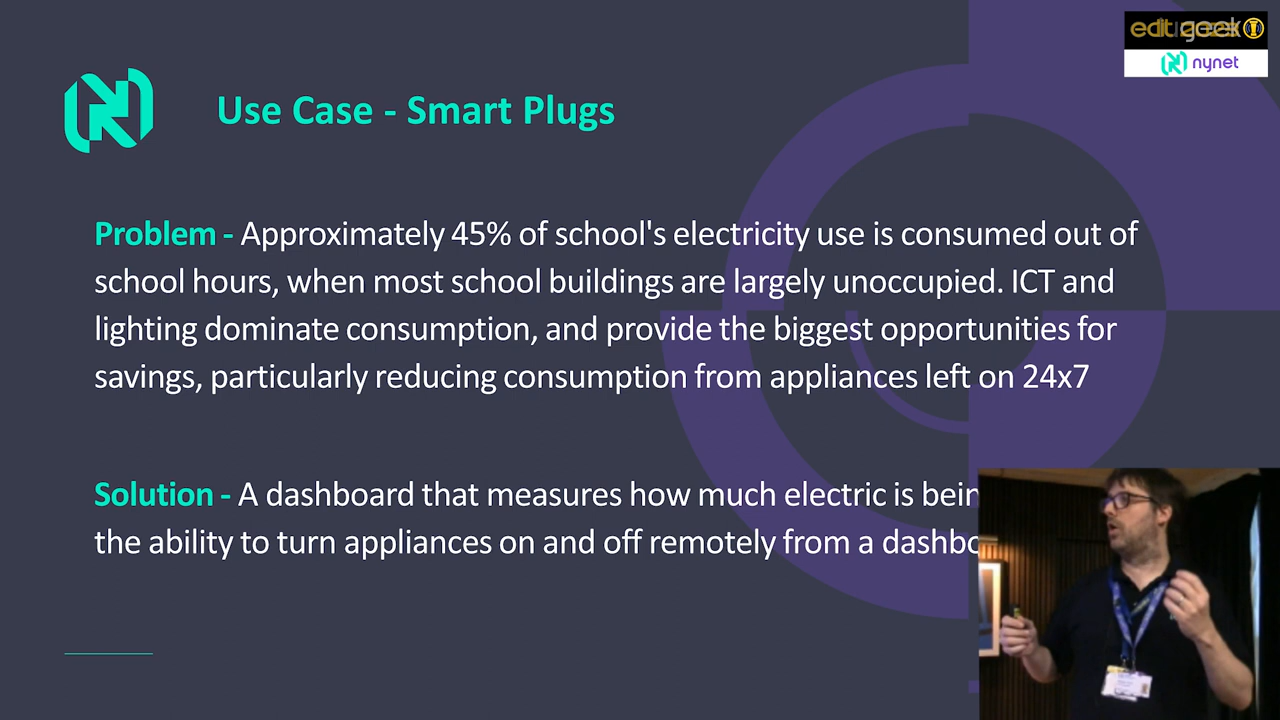 nynet
Use Case - Smart Plugs
Problem - Approximately 45% of school's electricity use is consumed out of
school hours, when most school buildings are largely unoccupied. ICT and
lighting dominate consumption, and provide the biggest opportunities for
savings, particularly reducing consumption from appliances left on 24x7
Solution - A dashboard that measures how much electric is
the ability to turn appliances on and off remotely from a